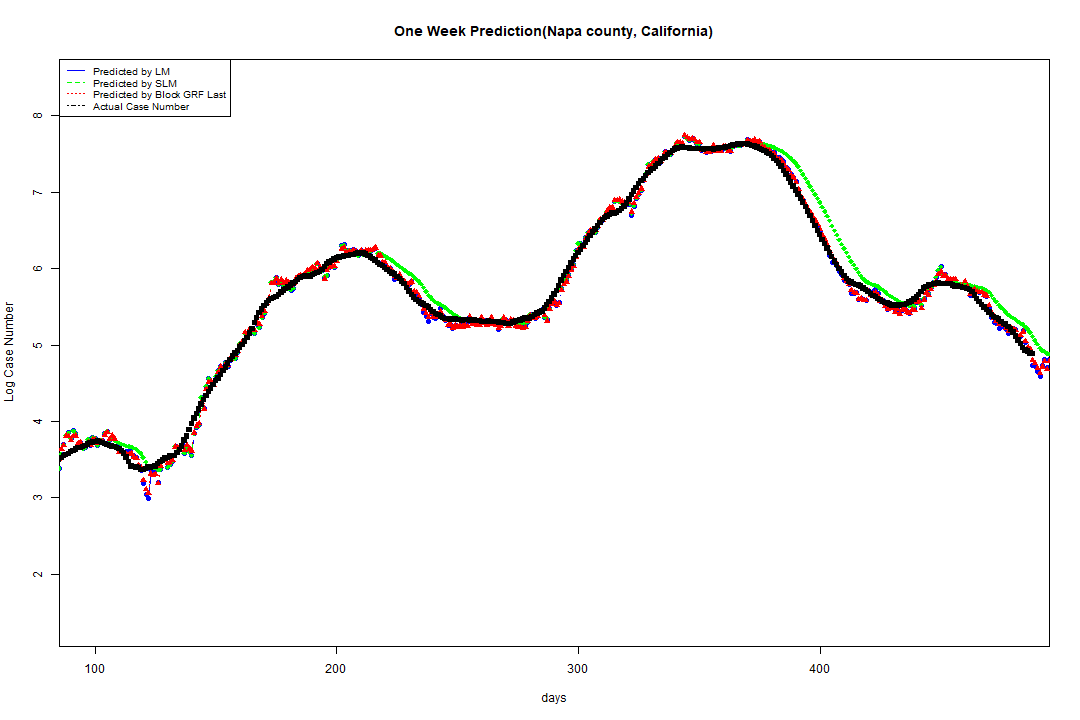 One Week Prediction(Napa county, California)
Predicted by LM
Predicted by SLM
Predicted by Block GRF Last
Actual Case Number
8
7
6
5
4
3
2
Log Case Number
100
200
300
400
days